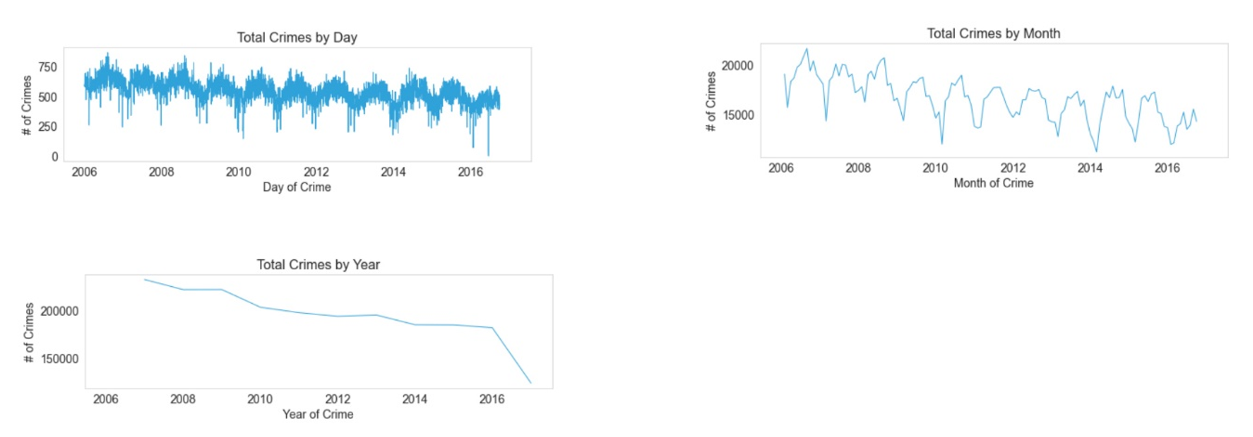 Total Crimes by Day
# of Crimes
750
500
250
0
2006 2008 2010 2012 2014 2016
Day of Crime
Total Crimes by Month
# of Crimes
20000
15000
2006 2008 2010 2012 2014 2016
Month of Crime
Total Crimes by Year
# of Crimes
200000
150000
2006 2008 2010 2012 2014 2016
Year of Crime